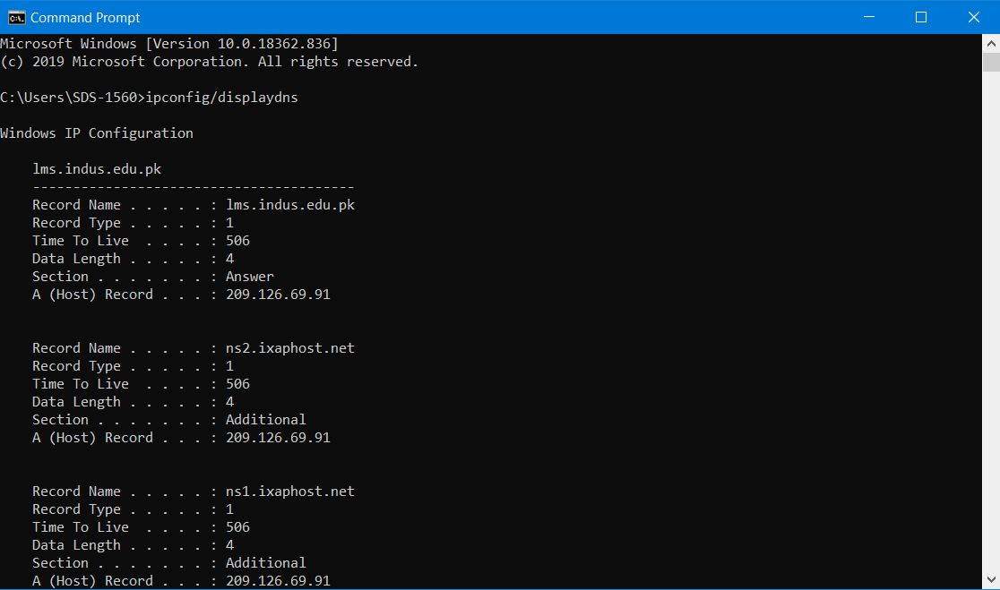 Command Prompt
Microsoft Windows [Version 10.0.18362.836]
(c) 2019 Microsoft Corporation. All rights reserved.
C:\Users\SDS-1560>ipconfig/displaydns
Windows IP Configuration
lms.indus.edu.pk
----------------------------------------
Record Name . . . . . : lms.indus.edu.pk
Record Type . . . . . : 1
Time To Live  . . . . : 506
Data Length . . . . . : 4
Section . . . . . . . : Answer
A (Host) Record . . . : 209.126.69.91
Record Name . . . . . : ns2.ixaphost.net
Record Type . . . . . : 1
Time To Live  . . . . : 506
Data Length . . . . . : 4
Section . . . . . . . : Additional
A (Host) Record . . . : 209.126.69.91
Record Name . . . . . : ns1.ixaphost.net
Record Type . . . . . : 1
Time To Live  . . . . : 506
Data Length . . . . . : 4
Section . . . . . . . : Additional
A (Host) Record . . . : 209.126.69.91